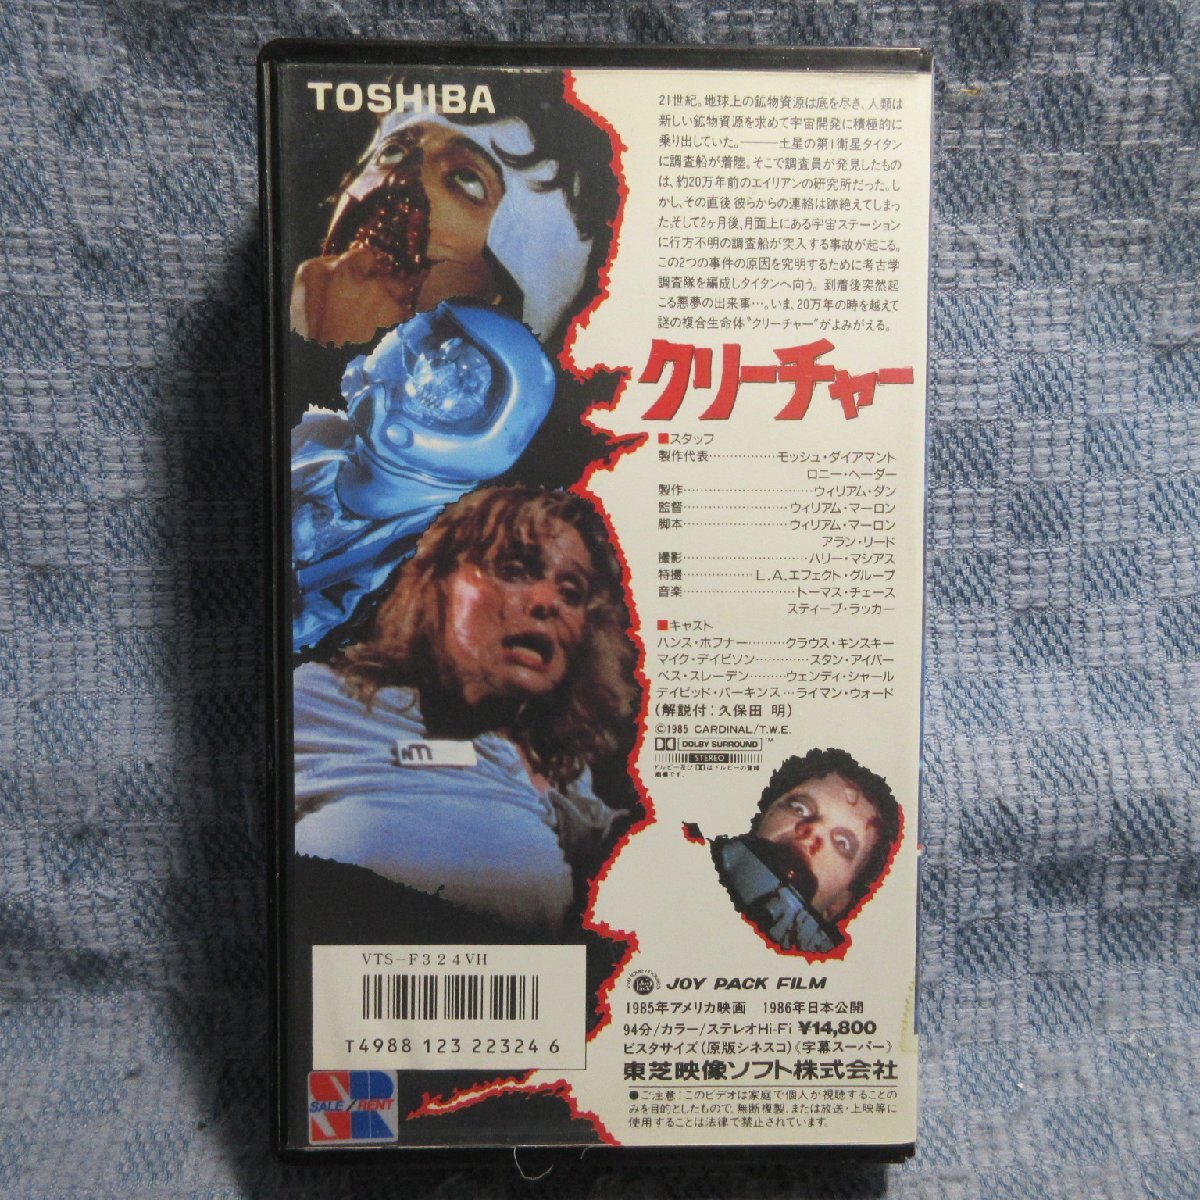 TOSHIBA
21世紀。地球上の鉱物資源は底を尽き、人類は
新しい鉱物資源を求めて宇宙開発に積極的に
乗り出していた。———土星の第1衛星タイタン
に調査船が着陸。そこで調査員が発見したもの
は、約20万年前のエイリアンの研究所だった。し
かし、その直後彼らからの連絡は跡絶えてしまっ
た。そして2ヶ月後、月面上にある宇宙ステーション
に行方不明の調査船が突入する事故が起こる。
この2つの事件の原因を究明するために考古学
調査隊を編成しタイタンへ向う。到着後突然起
こる悪夢の出来事…。いま、20万年の時を越えて
謎の複合生命体“クリーチャー”がよみがえる。
クリーチャー
■スタッフ
製作代表…………モッシュ・ダイアマント
ロニー・ヘーダー
製作……………………ウィリアム・ダン
監督………………ウィリアム・マーロン
脚本………………ウィリアム・マーロン
アラン・リード
撮影…………………ハリー・マシアス
特撮…………L.A.エフェクト・グループ
音楽………………トーマス・チェース
スティーブ・ラッカー
■キャスト
ハンス・ホフナー………クラウス・キンスキー
マイク・デイビソン…………スタン・アイバー
ベス・スレーデン………ウェンディ・シャール
デイビッド・パーキンス…ライマン・ウォード
(解説付:久保田 明)
©1985 CARDINAL/T.W.E.
DOLBY SURROUND™
STEREO
ドルビー及びはドルビーの登録
商標です。
VTS-F324VH
T4988 123 22324 6
SALE/RENT
JOY PACK FILM
1985年アメリカ映画 1986年日本公開
94分/カラー/ステレオHi-Fi ¥14,800
ビスタサイズ(原版シネスコ)(字幕スーパー)
東芝映像ソフト株式会社
●ご注意:このビデオは家庭で個人が視聴することの
みを目的としたもので、無断複製、または放送・上映等に
使用することは法律で禁止されています。